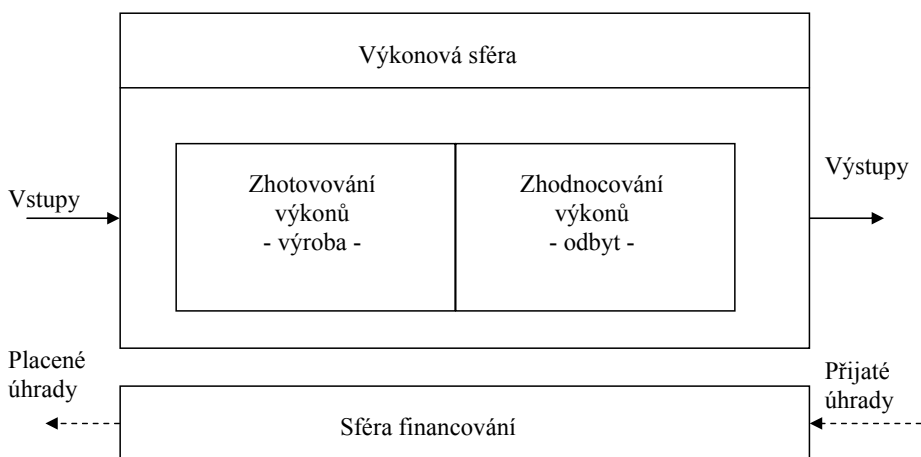 Výkonová sféra
Vstupy
Zhotovování
výkonů
- výroba -
Zhodnocování
výkonů
- odbyt -
Výstupy
Placené
úhrady
Sféra financování
Přijaté
úhrady